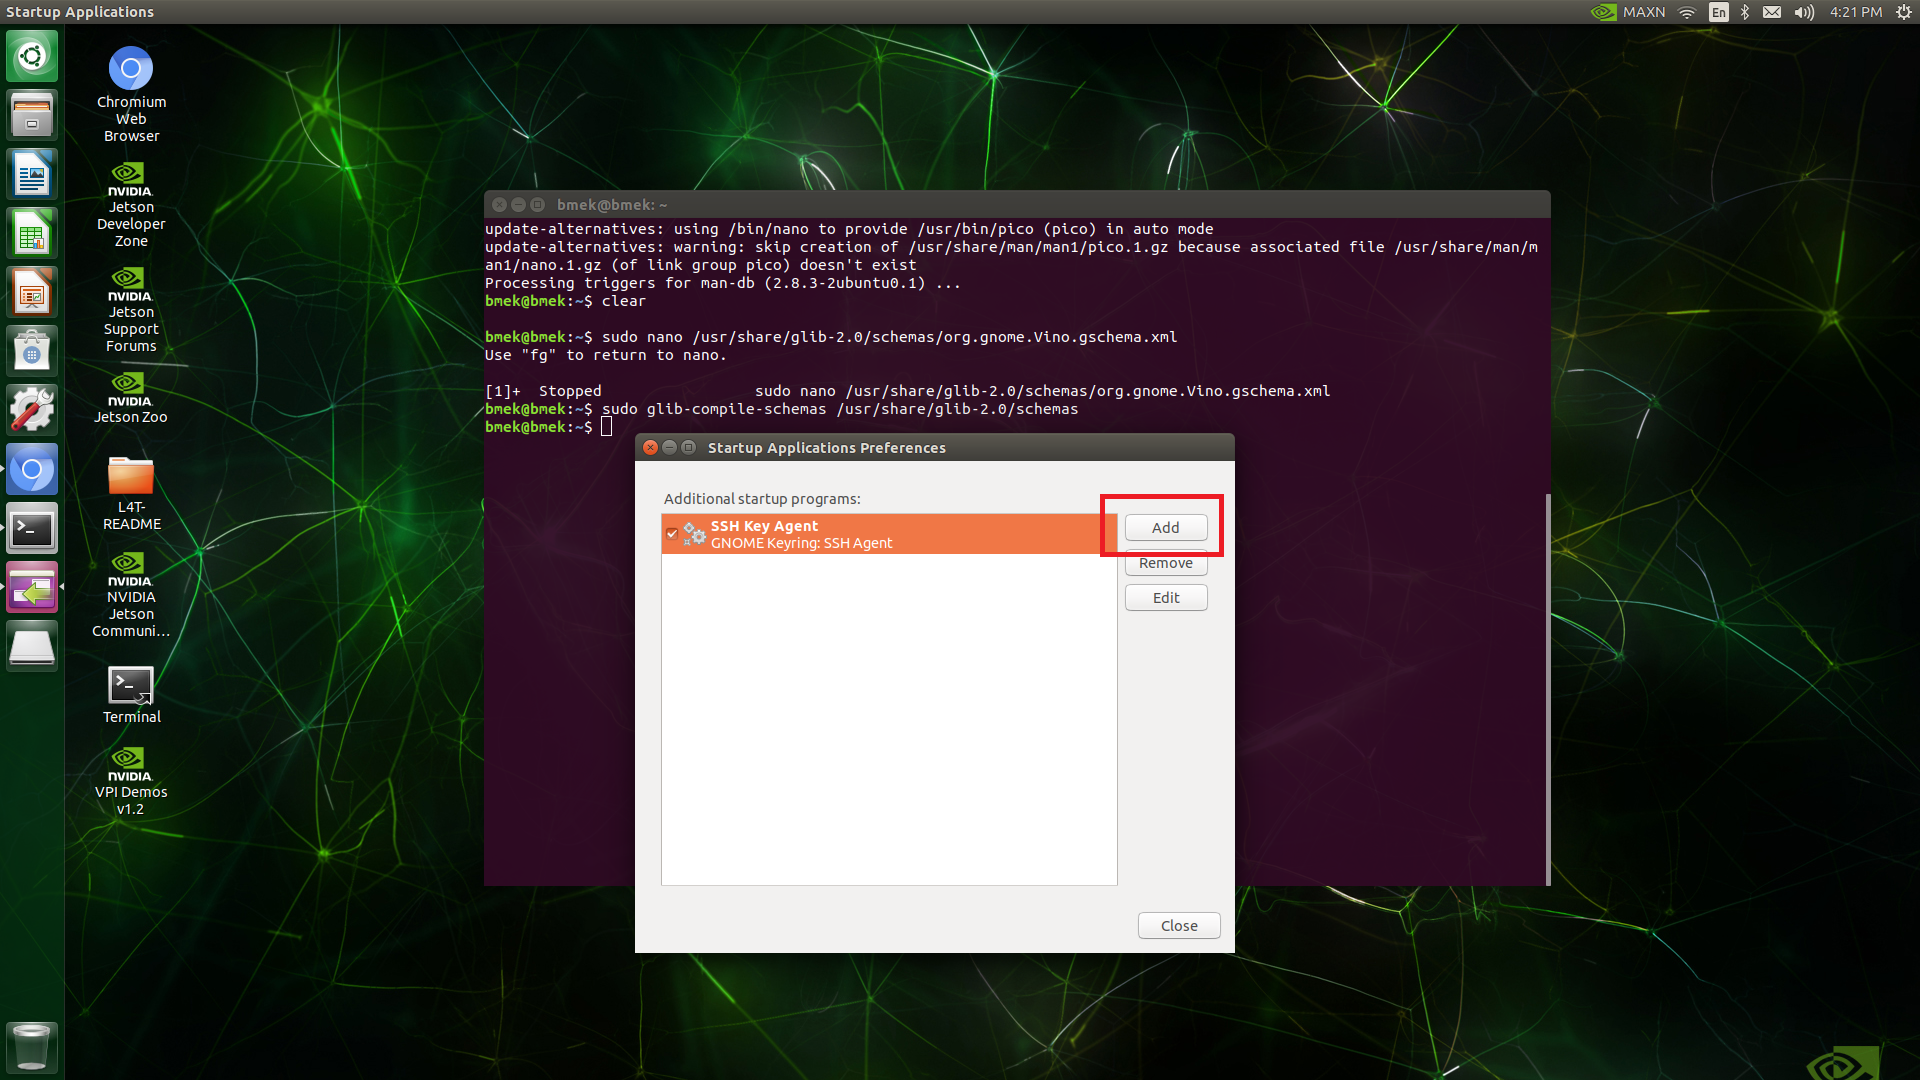 Startup Applications
MAXN
En
4:21 PM
Chromium
Web
Browser
NVIDIA.
Jetson
Developer
Zone
NVIDIA.
Jetson
Support
Forums
NVIDIA.
Jetson Zoo
L4T-
README
NVIDIA.
NVIDIA
Jetson
Communi...
>_
Terminal
NVIDIA.
VPI Demos
v1.2
bmek@bmek: ~
update-alternatives: using /bin/nano to provide /usr/bin/pico (pico) in auto mode
update-alternatives: warning: skip creation of /usr/share/man/man1/pico.1.gz because associated file /usr/share/man/m
an1/nano.1.gz (of link group pico) doesn't exist
Processing triggers for man-db (2.8.3-2ubuntu0.1) ...
bmek@bmek:~$ clear
bmek@bmek:~$ sudo nano /usr/share/glib-2.0/schemas/org.gnome.Vino.gschema.xml
Use "fg" to return to nano.
[1]+  Stopped                 sudo nano /usr/share/glib-2.0/schemas/org.gnome.Vino.gschema.xml
bmek@bmek:~$ sudo glib-compile-schemas /usr/share/glib-2.0/schemas
bmek@bmek:~$
Startup Applications Preferences
Additional startup programs:
SSH Key Agent
GNOME Keyring: SSH Agent
Add
Remove
Edit
Close